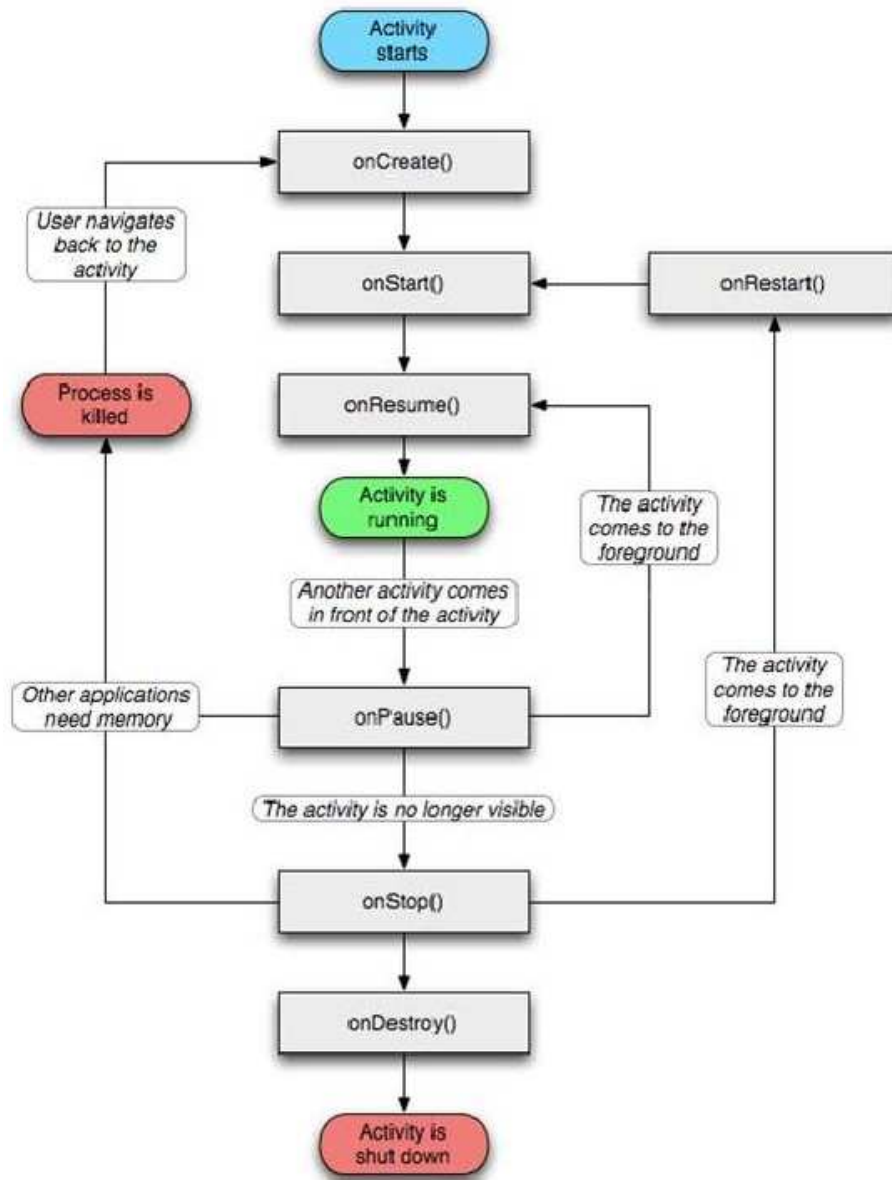 Activity
starts
onCreate()
User navigates
back to the
activity
onStart()
onRestart()
Process is
killed
onResume()
Activity is
running
The activity
comes to the
foreground
Another activity comes
in front of the activity
The activity
comes to the
foreground
Other applications
need memory
onPause()
The activity is no longer visible
onStop()
onDestroy()
Activity is
shut down